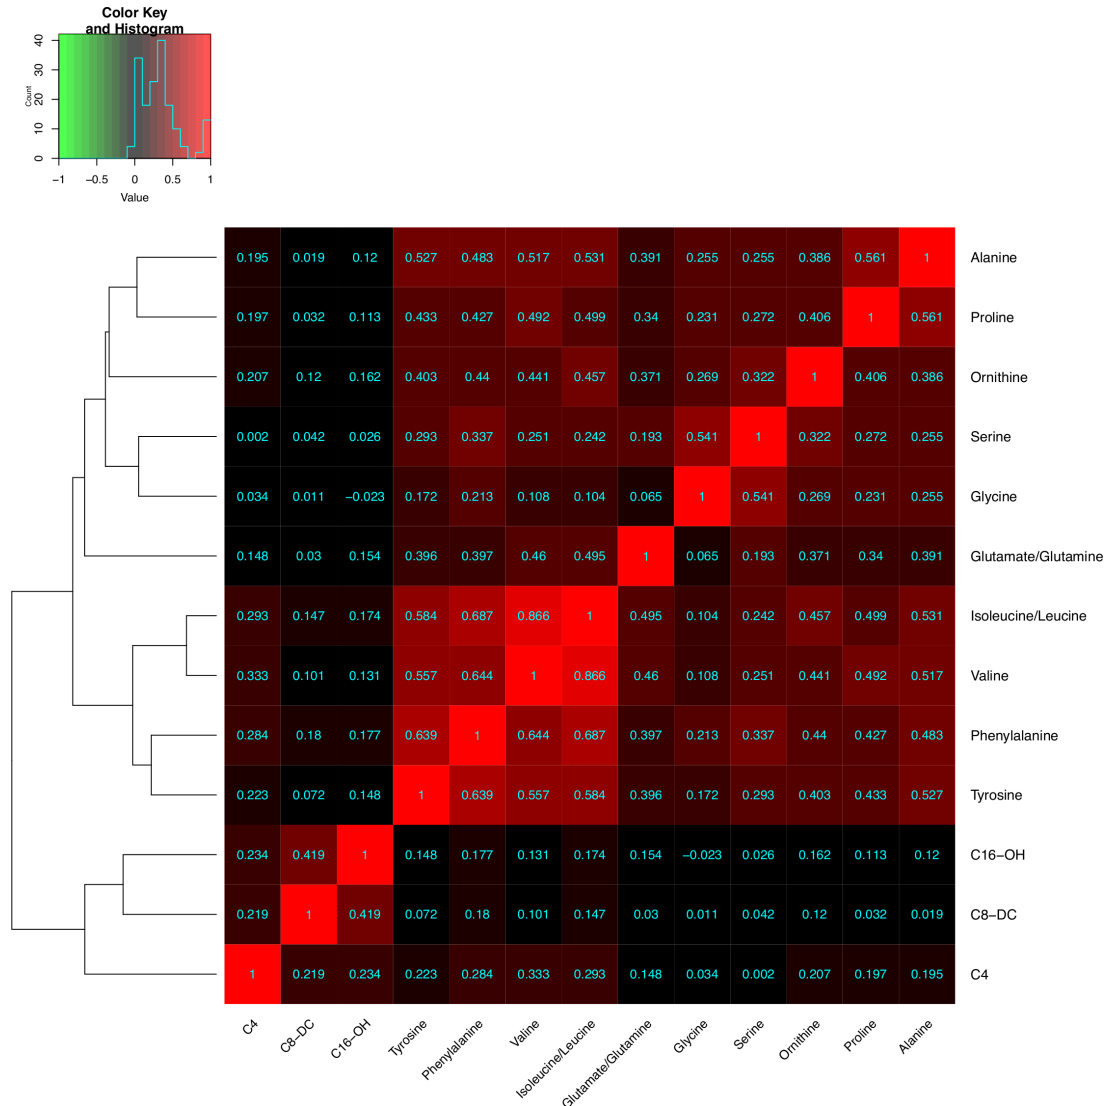 Color Key
and Histogram
Count
0 10 20 30 40
−1 −0.5 0 0.5 1
Value
0.195 0.019 0.12 0.527 0.483 0.517 0.531 0.391 0.255 0.255 0.386 0.561 1 Alanine
0.197 0.032 0.113 0.433 0.427 0.492 0.499 0.34 0.231 0.272 0.406 1 0.561 Proline
0.207 0.12 0.162 0.403 0.44 0.441 0.457 0.371 0.269 0.322 1 0.406 0.386 Ornithine
0.002 0.042 0.026 0.293 0.337 0.251 0.242 0.193 0.541 1 0.322 0.272 0.255 Serine
0.034 0.011 −0.023 0.172 0.213 0.108 0.104 0.065 1 0.541 0.269 0.231 0.255 Glycine
0.148 0.03 0.154 0.396 0.397 0.46 0.495 1 0.065 0.193 0.371 0.34 0.391 Glutamate/Glutamine
0.293 0.147 0.174 0.584 0.687 0.866 1 0.495 0.104 0.242 0.457 0.499 0.531 Isoleucine/Leucine
0.333 0.101 0.131 0.557 0.644 1 0.866 0.46 0.108 0.251 0.441 0.492 0.517 Valine
0.284 0.18 0.177 0.639 1 0.644 0.687 0.397 0.213 0.337 0.44 0.427 0.483 Phenylalanine
0.223 0.072 0.148 1 0.639 0.557 0.584 0.396 0.172 0.293 0.403 0.433 0.527 Tyrosine
0.234 0.419 1 0.148 0.177 0.131 0.174 0.154 −0.023 0.026 0.162 0.113 0.12 C16−OH
0.219 1 0.419 0.072 0.18 0.101 0.147 0.03 0.011 0.042 0.12 0.032 0.019 C8−DC
1 0.219 0.234 0.223 0.284 0.333 0.293 0.148 0.034 0.002 0.207 0.197 0.195 C4
C4 C8−DC C16−OH Tyrosine Phenylalanine Valine Isoleucine/Leucine Glutamate/Glutamine Glycine Serine Ornithine Proline Alanine